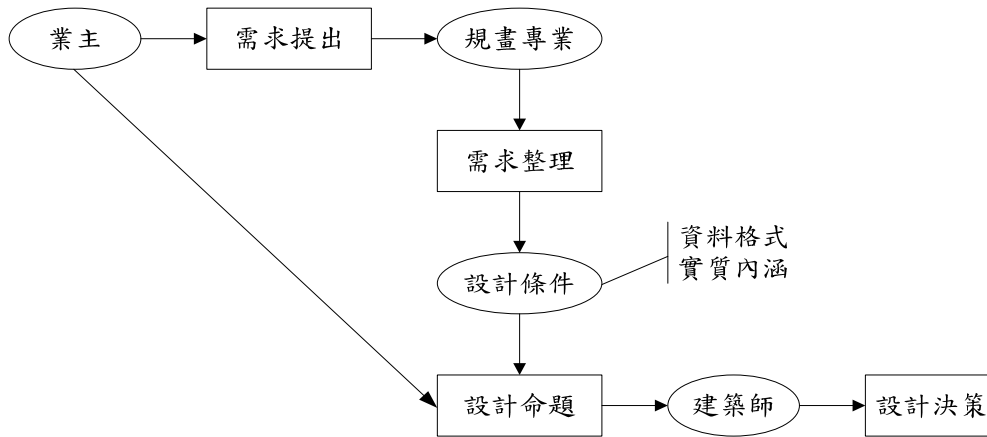 業主
需求提出
規畫專業
需求整理
設計條件
資料格式
實質內涵
設計命題
建築師
設計決策